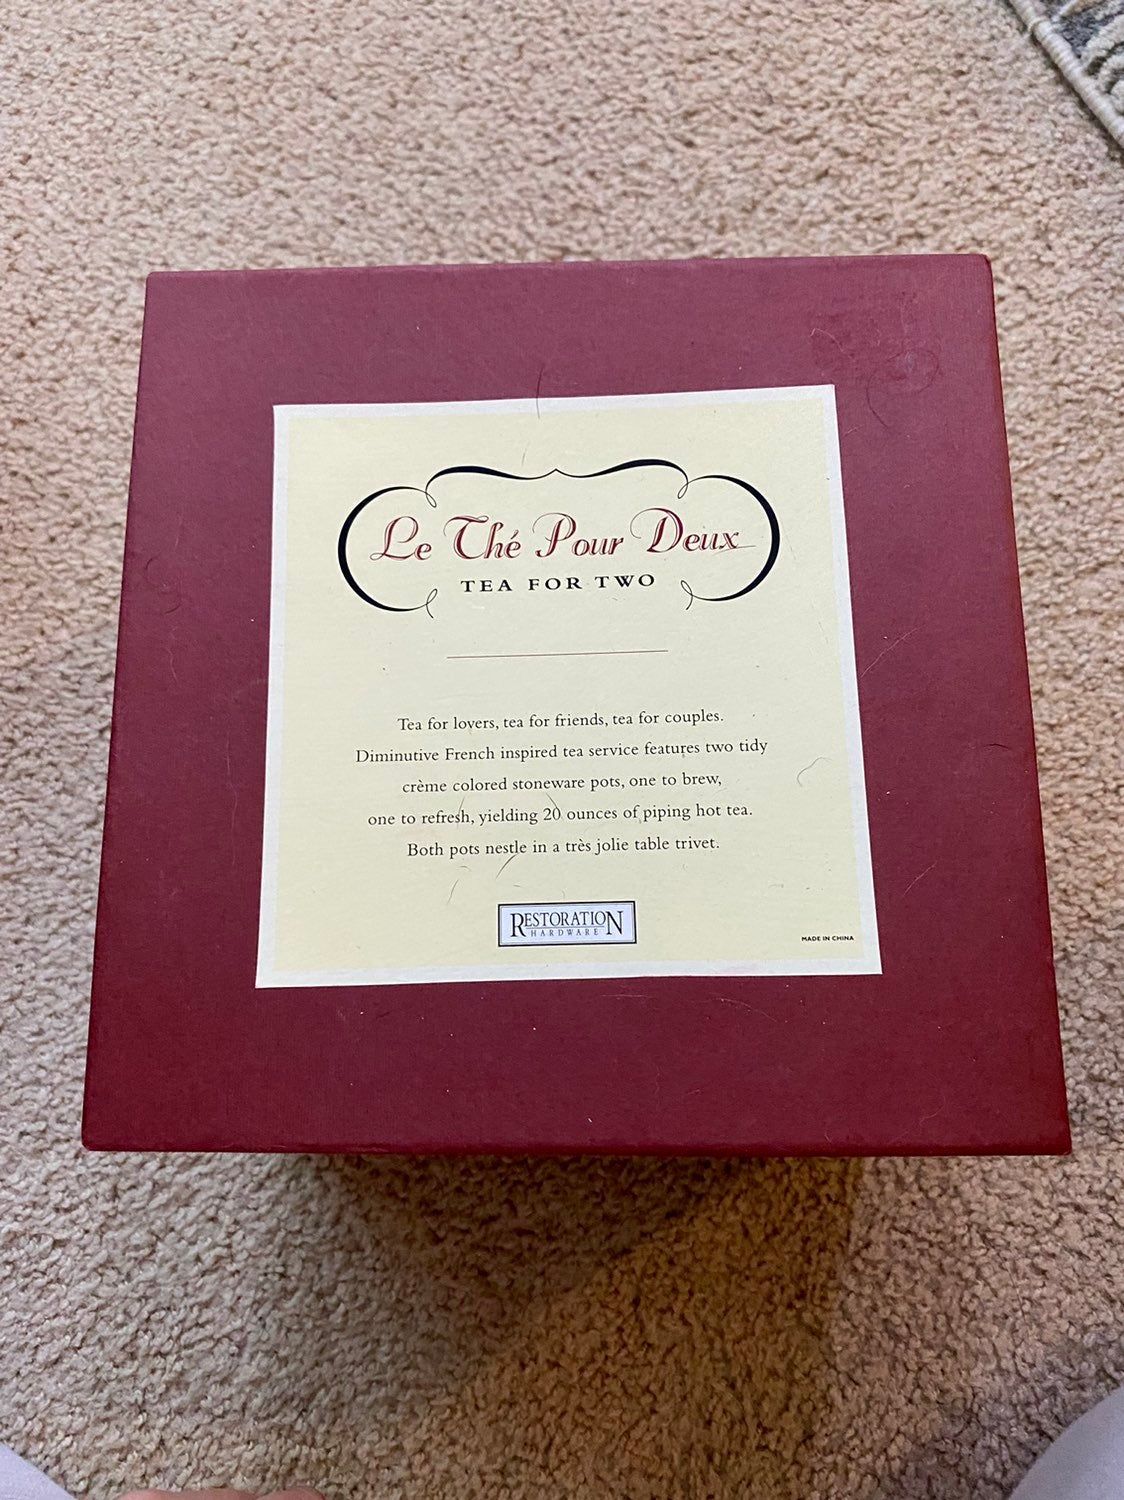 Le Thé Pour Deux
TEA FOR TWO
Tea for lovers, tea for friends, tea for couples.
Diminutive French inspired tea service features two tidy
crème colored stoneware pots, one to brew,
one to refresh, yielding 20 ounces of piping hot tea.
Both pots nestle in a très jolie table trivet.
RESTORATION
HARDWARE
MADE IN CHINA